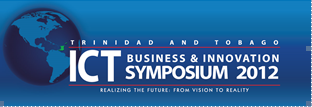 TRINIDAD AND TOBAGO
ICT BUSINESS & INNOVATION
SYMPOSIUM 2012
REALIZING THE FUTURE: FROM VISION TO REALITY